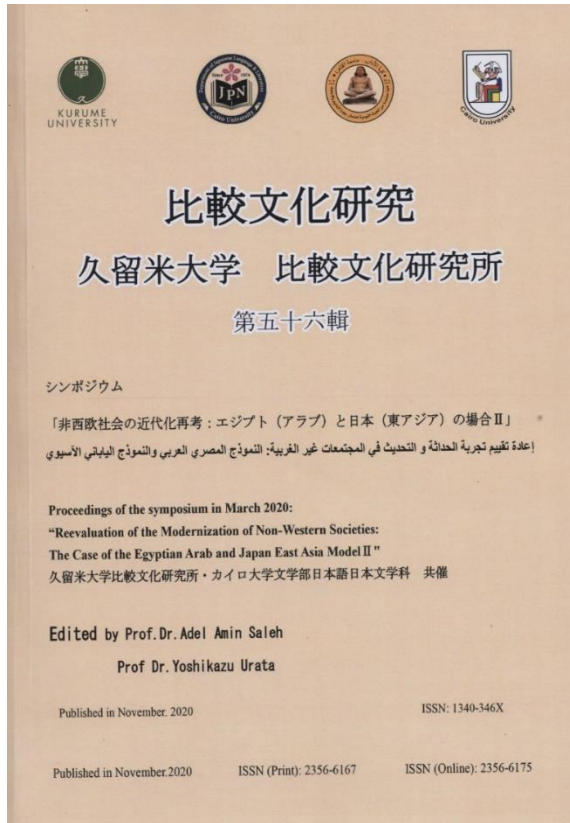 KURUME
UNIVERSITY
JPN
Cairo University
Cairo University
比較文化研究
久留米大学 比較文化研究所
第五十六輯
シンポジウム
「非西欧社会の近代化再考：エジプト（アラブ）と日本（東アジア）の場合Ⅱ」
إعادة تقييم تجربة الحداثة و التحديث في المجتمعات غير الغربية: النموذج المصري العربي والنموذج الياباني الآسيوي
Proceedings of the symposium in March 2020:
“Reevaluation of the Modernization of Non-Western Societies:
The Case of the Egyptian Arab and Japan East Asia ModelⅡ”
久留米大学比較文化研究所・カイロ大学文学部日本語日本文学科 共催
Edited by Prof.Dr.Adel Amin Saleh
Prof Dr.Yoshikazu Urata
Published in November. 2020 ISSN: 1340-346X
Published in November.2020 ISSN (Print): 2356-6167 ISSN (Online): 2356-6175